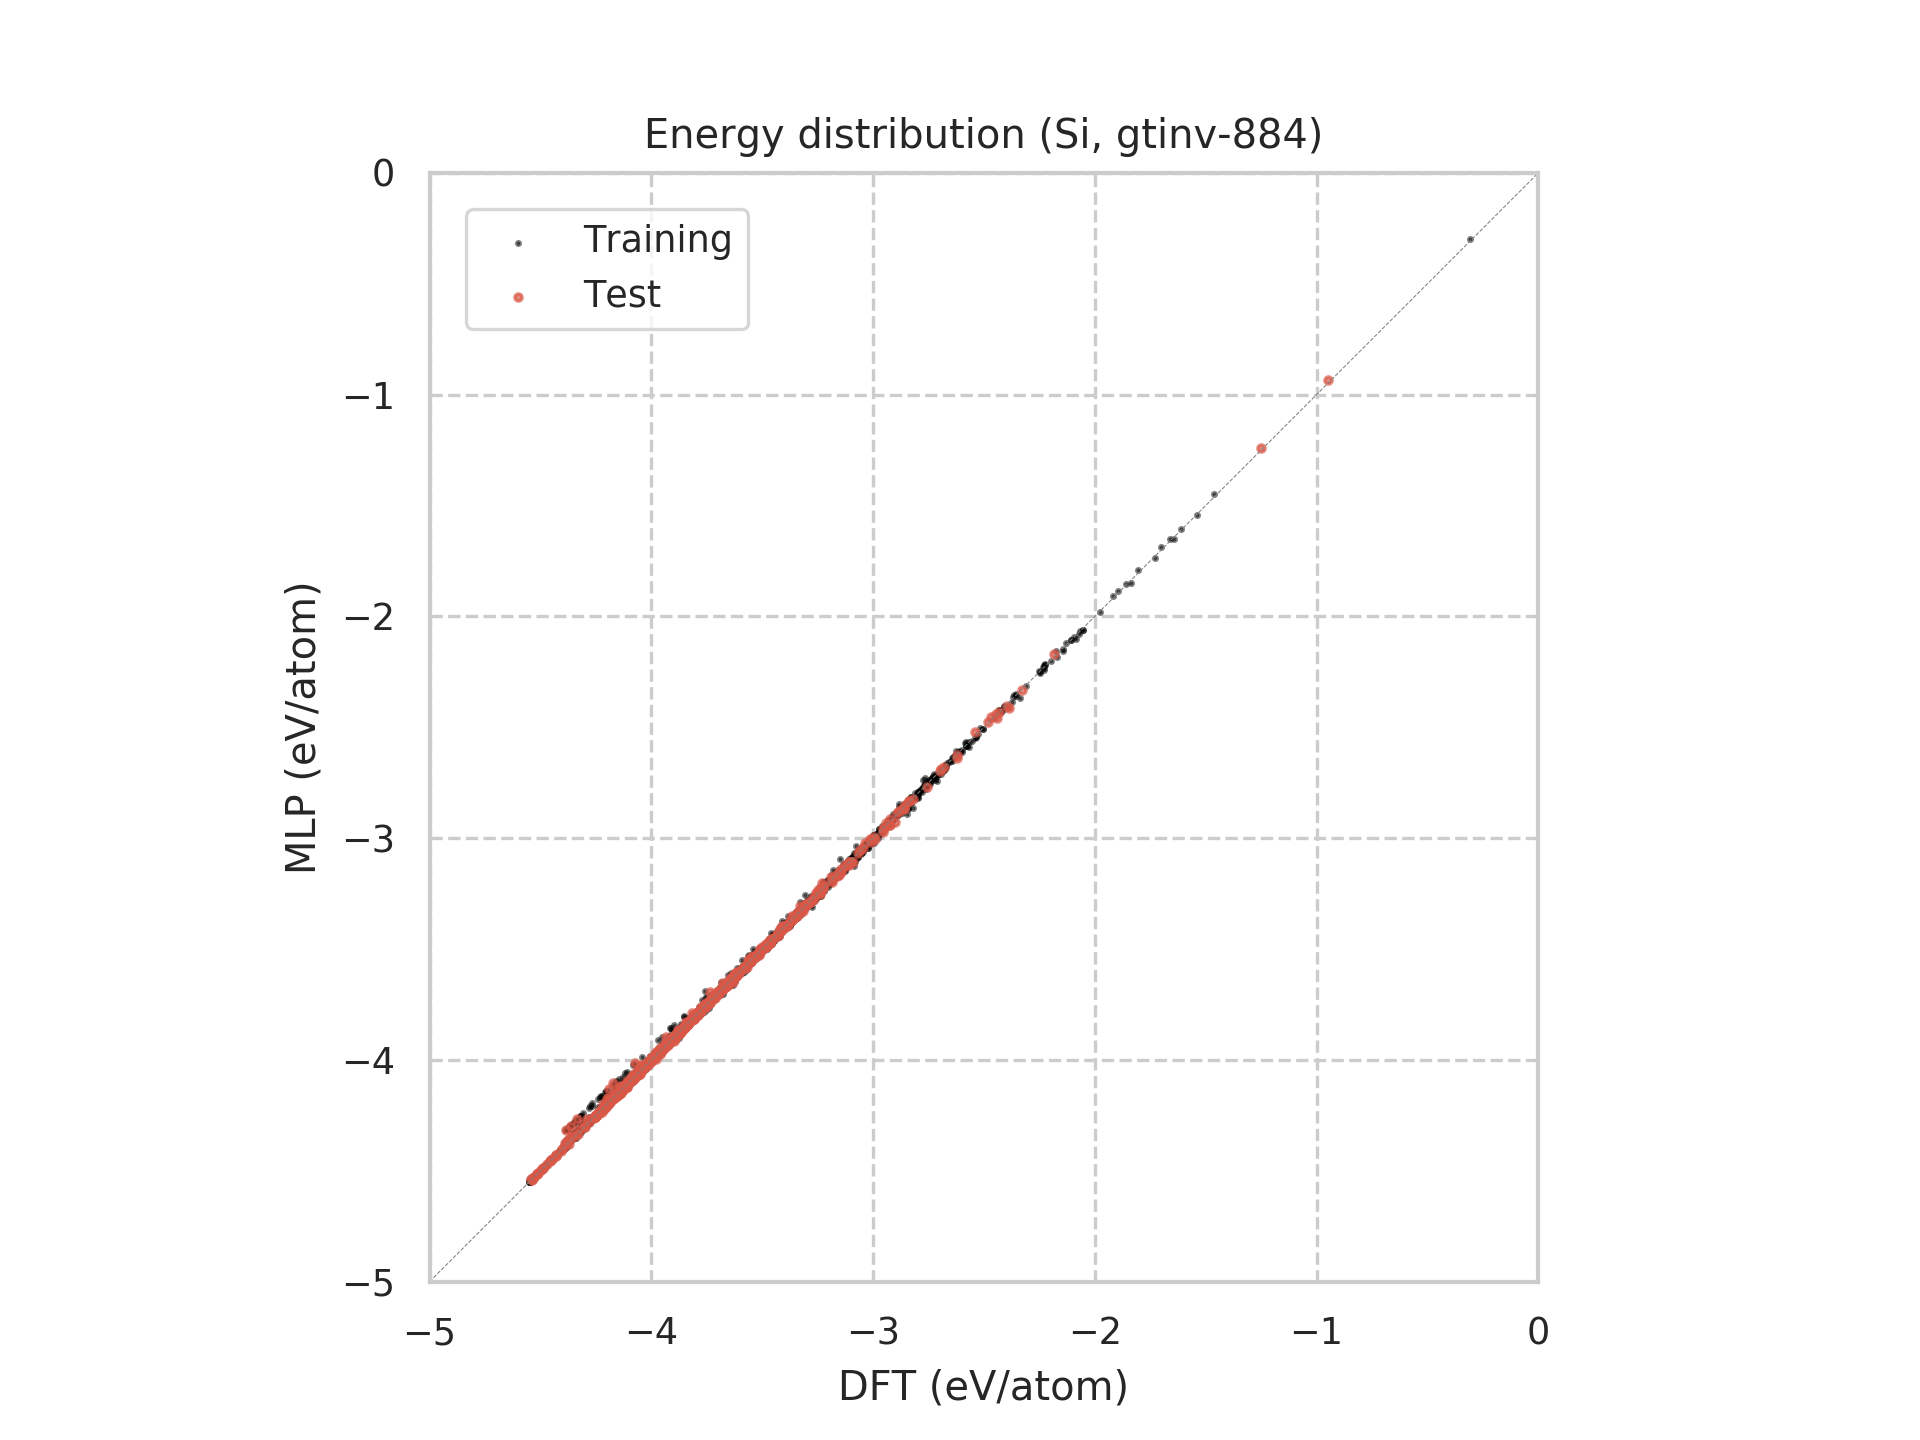 Energy distribution (Si, gtinv-884)
0
−1
−2
−3
−4
−5
MLP (eV/atom)
Training
Test
−5 −4 −3 −2 −1 0
DFT (eV/atom)